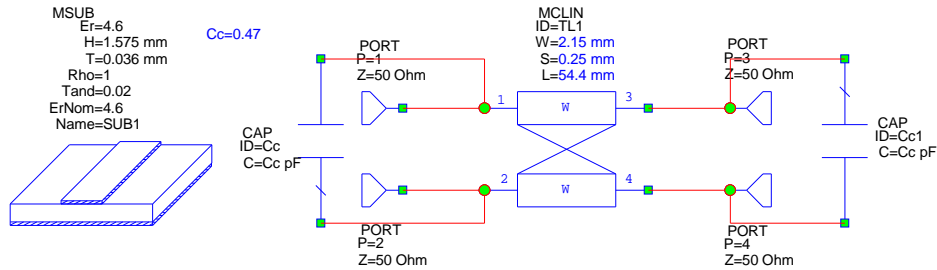 MSUB
Er=4.6
H=1.575 mm
T=0.036 mm
Rho=1
Tand=0.02
ErNom=4.6
Name=SUB1
Cc=0.47
CAP
ID=Cc
C=Cc pF
PORT
P=1
Z=50 Ohm
PORT
P=2
Z=50 Ohm
MCLIN
ID=TL1
W=2.15 mm
S=0.25 mm
L=54.4 mm
1
W
3
2
W
4
PORT
P=3
Z=50 Ohm
PORT
P=4
Z=50 Ohm
CAP
ID=Cc1
C=Cc pF